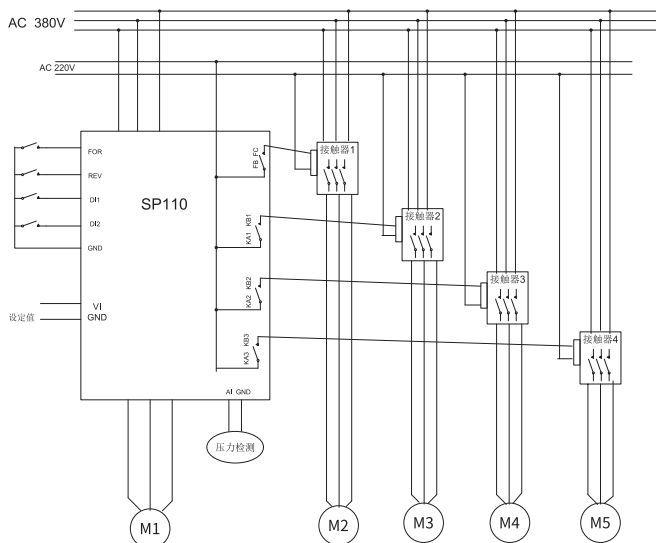 AC 380V
AC 220V
FOR
REV
DI1
DI2
GND
SP110
VI
GND
设定值
FB FC
KA1 KB1
KA2 KB2
KA3 KB3
接触器1
接触器2
接触器3
接触器4
AI GND
压力检测
M1
M2
M3
M4
M5